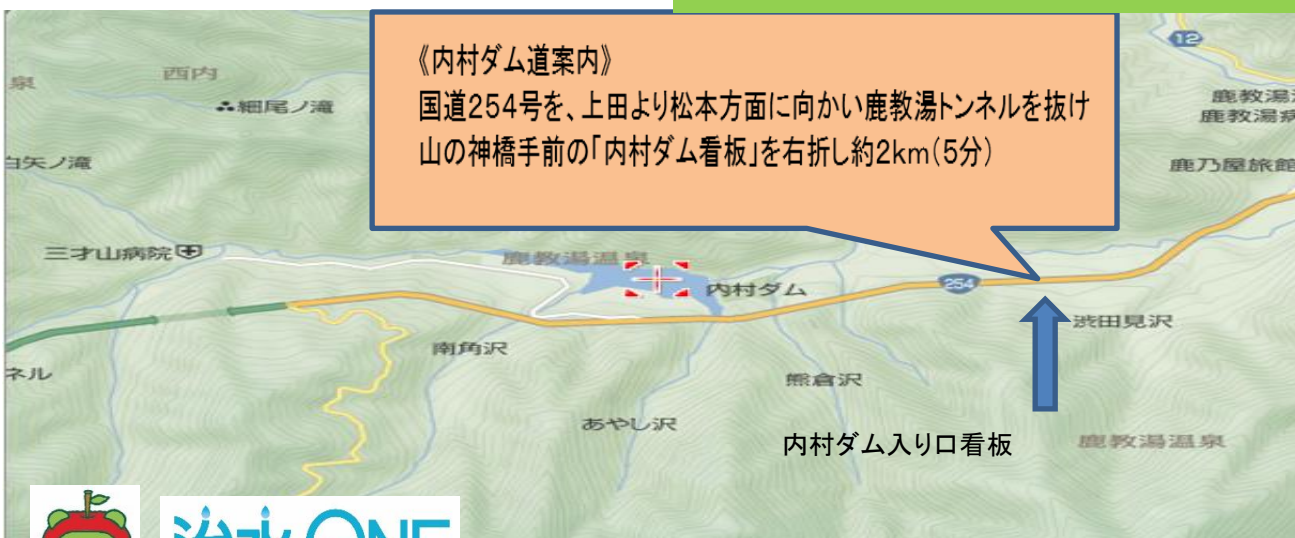 《内村ダム道案内》
国道254号を、上田より松本方面に向かい鹿教湯トンネルを抜け
山の神橋手前の「内村ダム看板」を右折し約2km(5分)
12
西内
泉
細尾ノ滝
鹿教湯
鹿教湯病
白矢ノ滝
鹿乃屋旅館
三才山病院
鹿教湯温泉
内村ダム
254
渋田見沢
南角沢
ネル
熊倉沢
あやし沢
内村ダム入り口看板
鹿教湯温泉
治水ONE